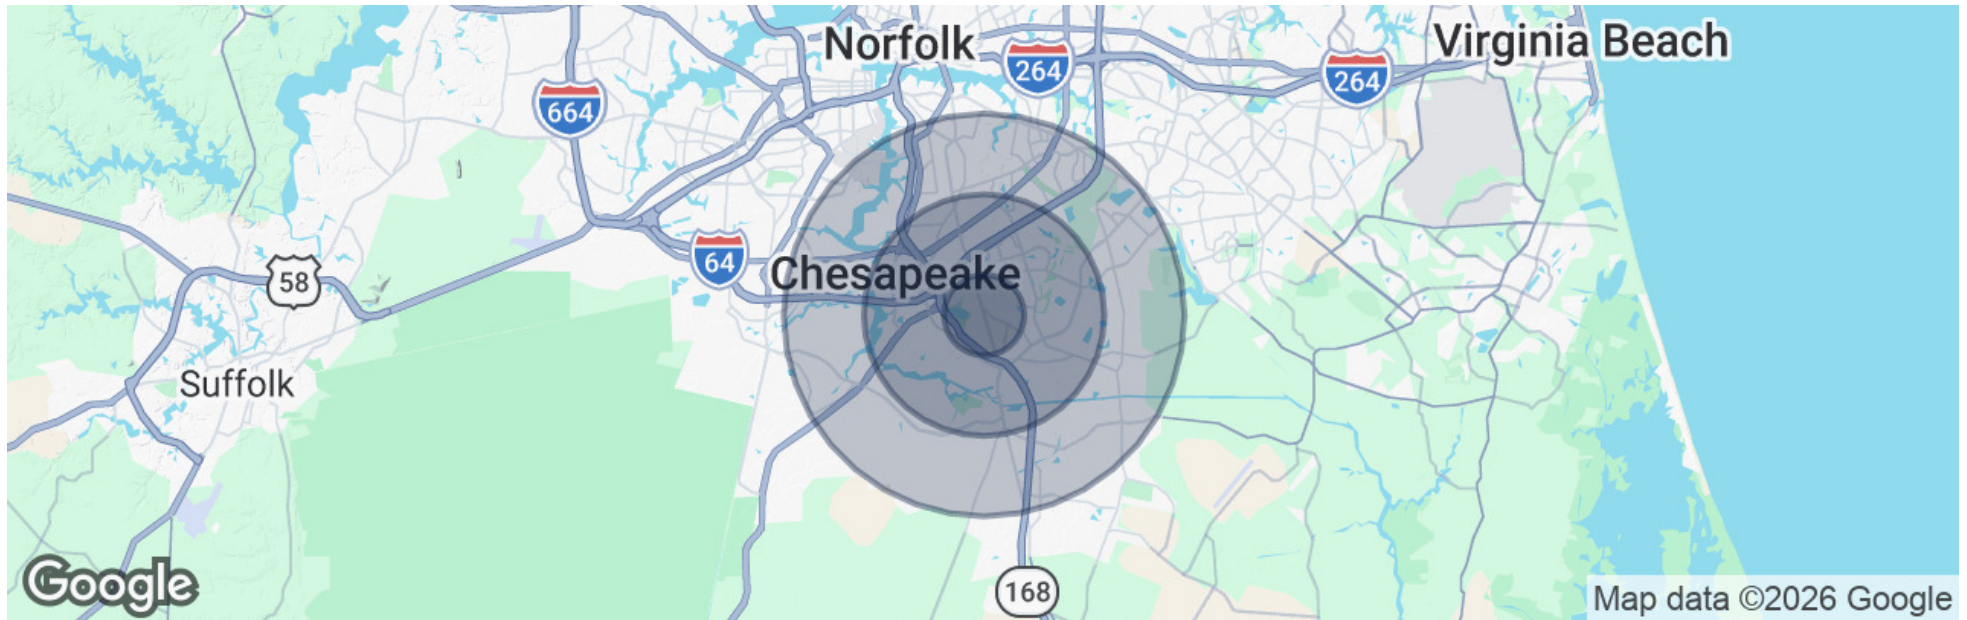 Norfolk
Virginia Beach
264
264
664
64
Chesapeake
58
Suffolk
168
Google
Map data ©2026 Google